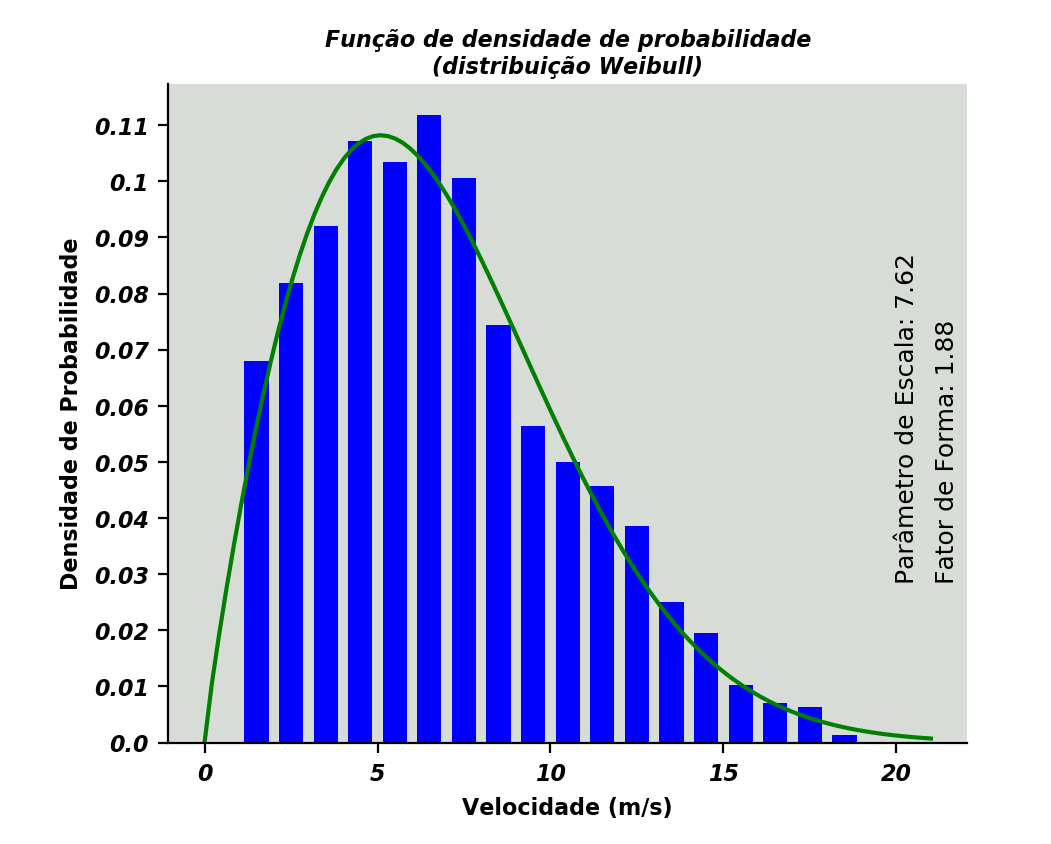 Função de densidade de probabilidade
(distribuição Weibull)
Densidade de Probabilidade
0.11
0.1
0.09
0.08
0.07
0.06
0.05
0.04
0.03
0.02
0.01
0.0
Parâmetro de Escala: 7.62
Fator de Forma: 1.88
0 5 10 15 20
Velocidade (m/s)